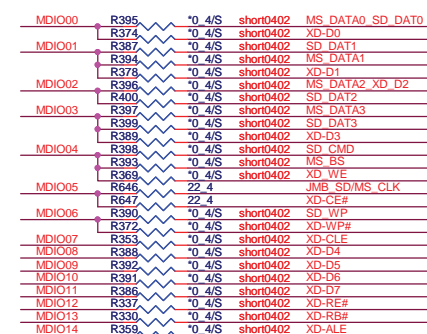 MDIO00 R395 *0_4/S short0402 MS_DATA0_SD_DAT0
R374 *0_4/S short0402 XD-D0
MDIO01 R387 *0_4/S short0402 SD_DAT1
R394 *0_4/S short0402 MS_DATA1
R378 *0_4/S short0402 XD-D1
MDIO02 R396 *0_4/S short0402 MS_DATA2_XD_D2
R400 *0_4/S short0402 SD_DAT2
MDIO03 R397 *0_4/S short0402 MS_DATA3
R399 *0_4/S short0402 SD_DAT3
R389 *0_4/S short0402 XD-D3
MDIO04 R398 *0_4/S short0402 SD_CMD
R393 *0_4/S short0402 MS_BS
R369 *0_4/S short0402 XD_WE
MDIO05 R646 22_4 JMB_SD/MS_CLK
R647 22_4 XD-CE#
MDIO06 R390 *0_4/S short0402 SD_WP
R372 *0_4/S short0402 XD-WP#
MDIO07 R353 *0_4/S short0402 XD-CLE
MDIO08 R388 *0_4/S short0402 XD-D4
MDIO09 R392 *0_4/S short0402 XD-D5
MDIO10 R391 *0_4/S short0402 XD-D6
MDIO11 R386 *0_4/S short0402 XD-D7
MDIO12 R337 *0_4/S short0402 XD-RE#
MDIO13 R330 *0_4/S short0402 XD-RB#
MDIO14 R359 *0_4/S short0402 XD-ALE